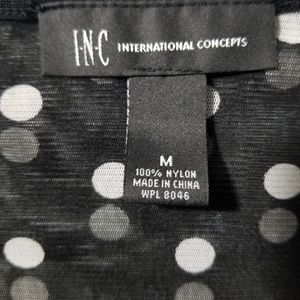 I·N·C INTERNATIONAL CONCEPTS
M
100% NYLON
MADE IN CHINA
WPL 8046